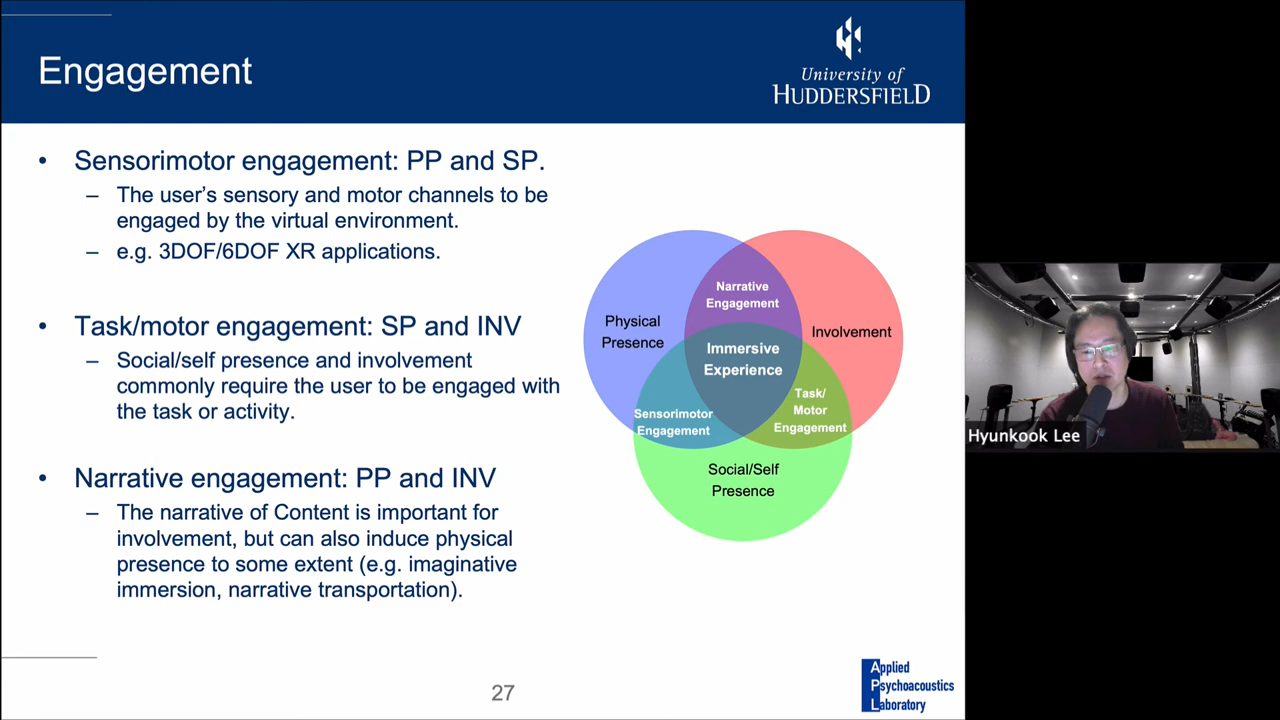 Engagement
University of
HUDDERSFIELD
• Sensorimotor engagement: PP and SP.
– The user's sensory and motor channels to be
engaged by the virtual environment.
– e.g. 3DOF/6DOF XR applications.
• Task/motor engagement: SP and INV
– Social/self presence and involvement
commonly require the user to be engaged with
the task or activity.
• Narrative engagement: PP and INV
– The narrative of Content is important for
involvement, but can also induce physical
presence to some extent (e.g. imaginative
immersion, narrative transportation).
Narrative
Engagement
Physical
Presence
Involvement
Immersive
Experience
Sensorimotor
Engagement
Task/
Motor
Engagement
Social/Self
Presence
Hyunkook Lee
27
Applied
Psychoacoustics
Laboratory